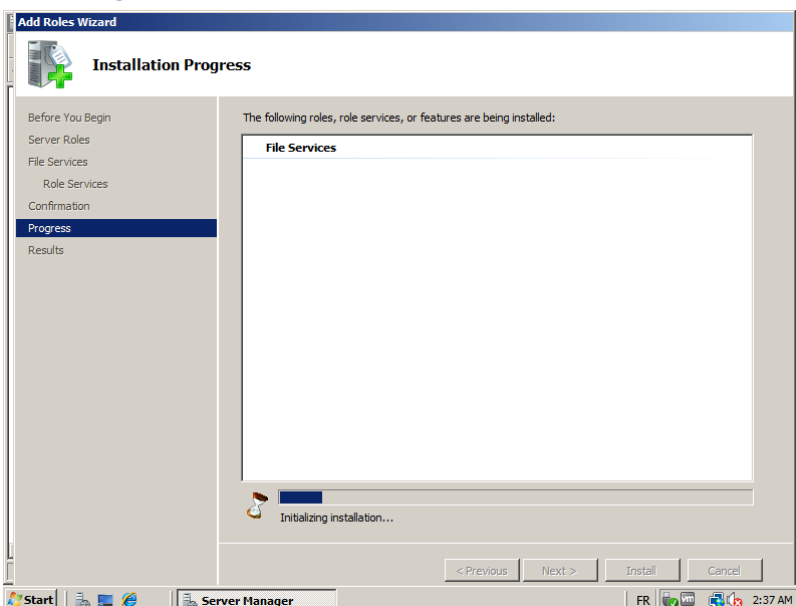 Add Roles Wizard
Installation Progress
Before You Begin
Server Roles
File Services
Role Services
Confirmation
Progress
Results
The following roles, role services, or features are being installed:
File Services
Initializing installation...
< Previous
Next >
Install
Cancel
Start
Server Manager
FR
2:37 AM